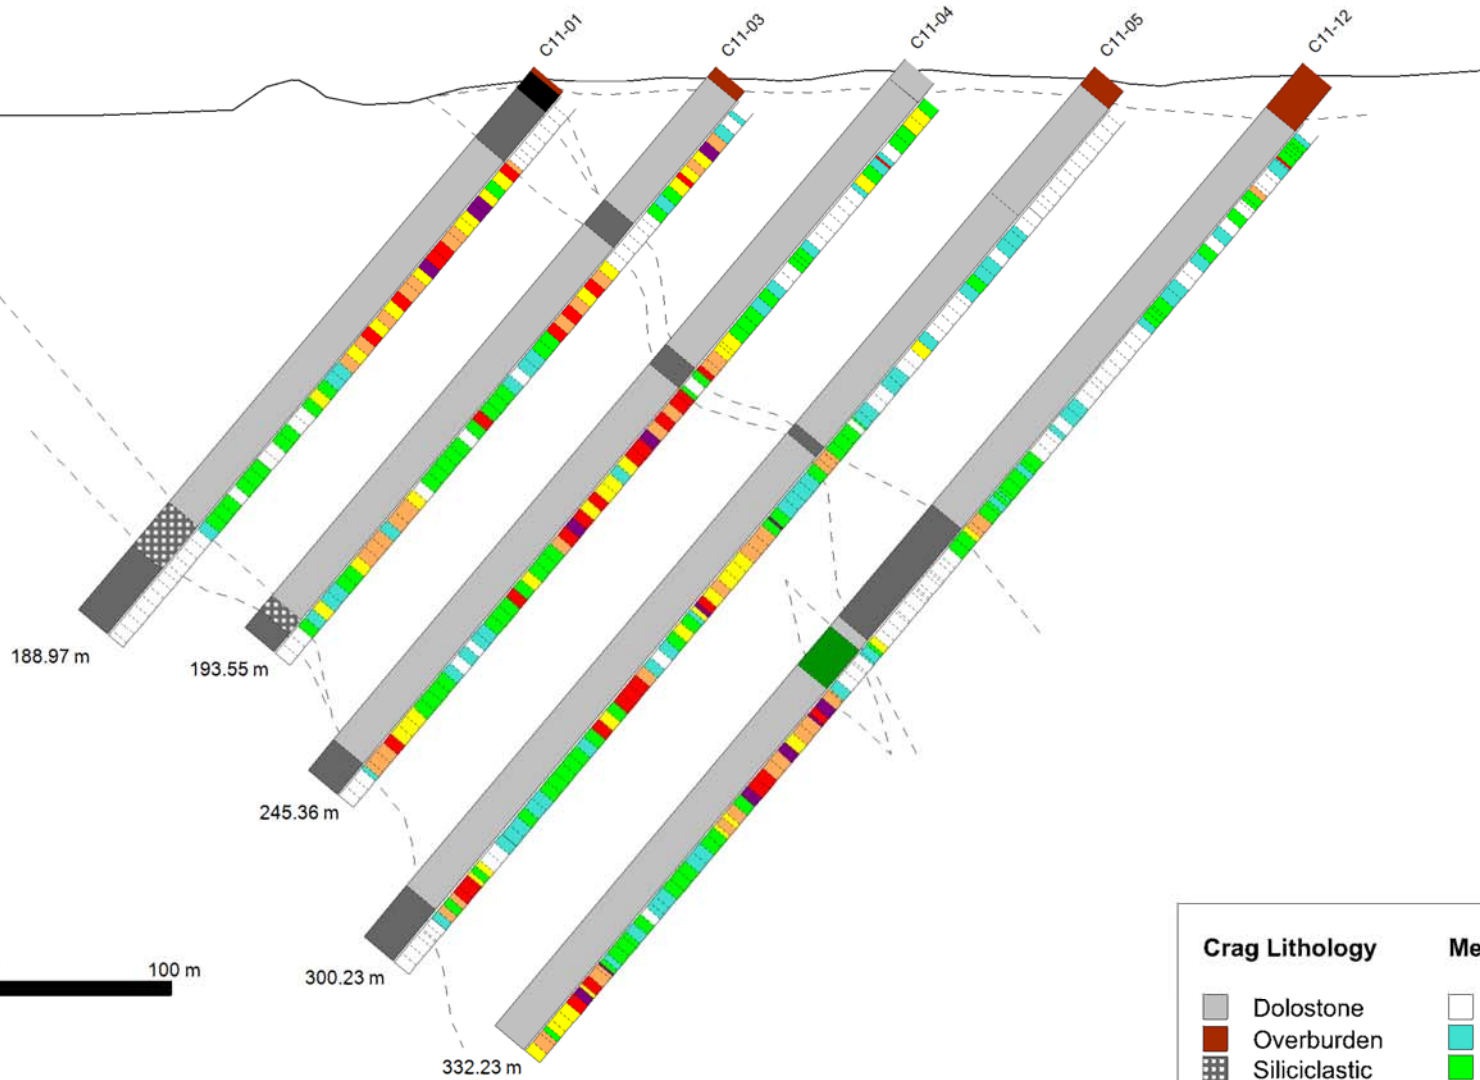 C11-01
C11-03
C11-04
C11-05
C11-12
188.97 m
193.55 m
245.36 m
300.23 m
332.23 m
100 m
Crag Lithology
Me
Dolostone
Overburden
Siliciclastic